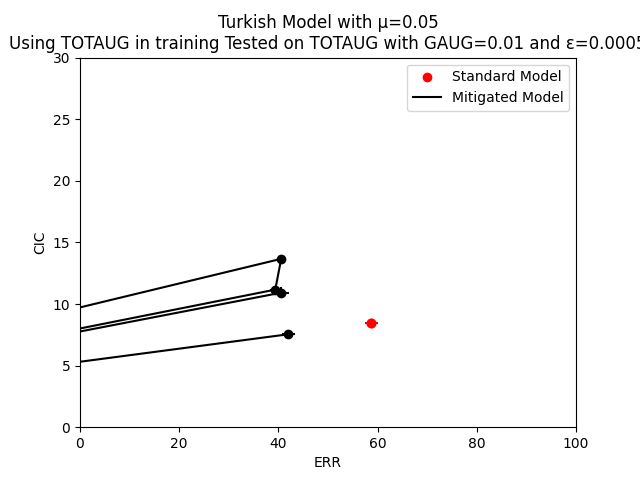 Turkish Model with μ=0.05
Using TOTAUG in training Tested on TOTAUG with GAUG=0.01 and ε=0.0005
Standard Model
Mitigated Model
30
25
20
15
10
5
0
CIC
0 20 40 60 80 100
ERR